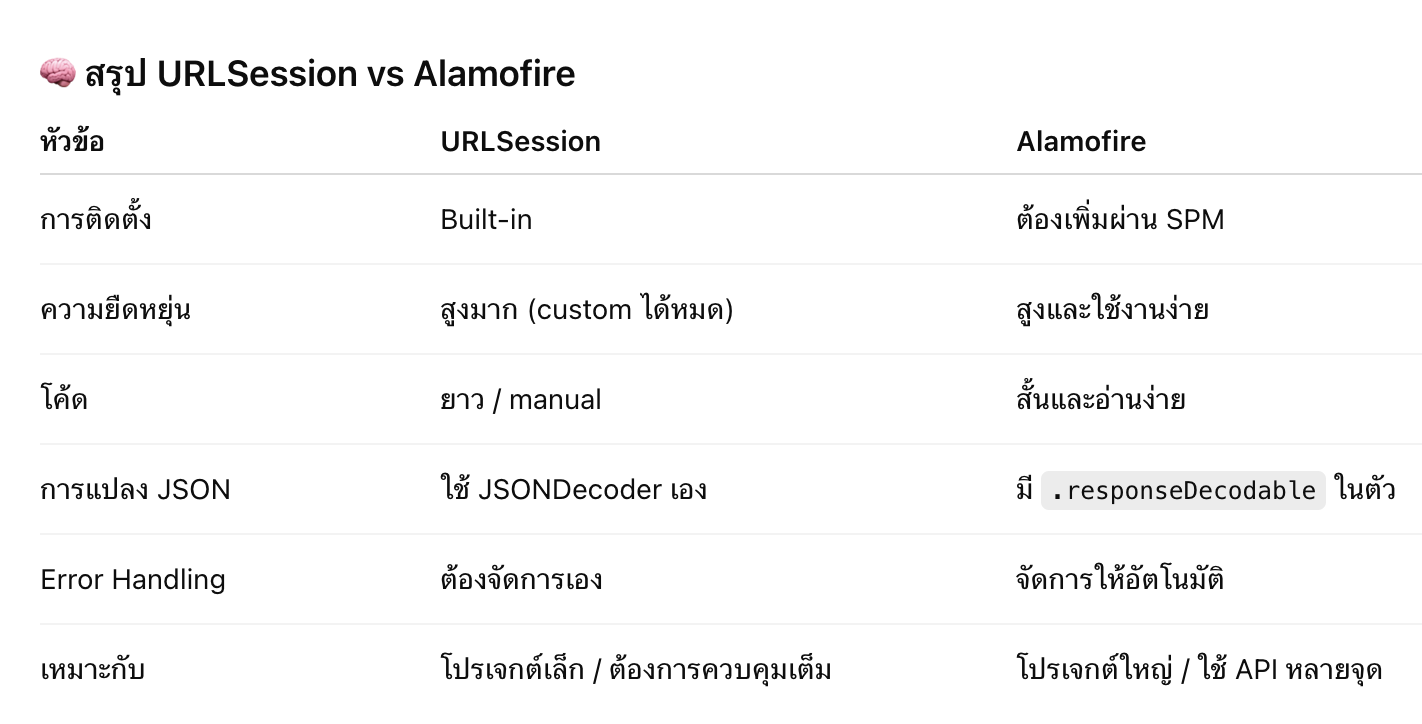 🧠 สรุป URLSession vs Alamofire
หัวข้อ URLSession Alamofire
การติดตั้ง Built-in ต้องเพิ่มผ่าน SPM
ความยืดหยุ่น สูงมาก (custom ได้หมด) สูงและใช้งานง่าย
โค้ด ยาว / manual สั้นและอ่านง่าย
การแปลง JSON ใช้ JSONDecoder เอง มี .responseDecodable ในตัว
Error Handling ต้องจัดการเอง จัดการให้อัตโนมัติ
เหมาะกับ โปรเจกต์เล็ก / ต้องการควบคุมเต็ม โปรเจกต์ใหญ่ / ใช้ API หลายจุด